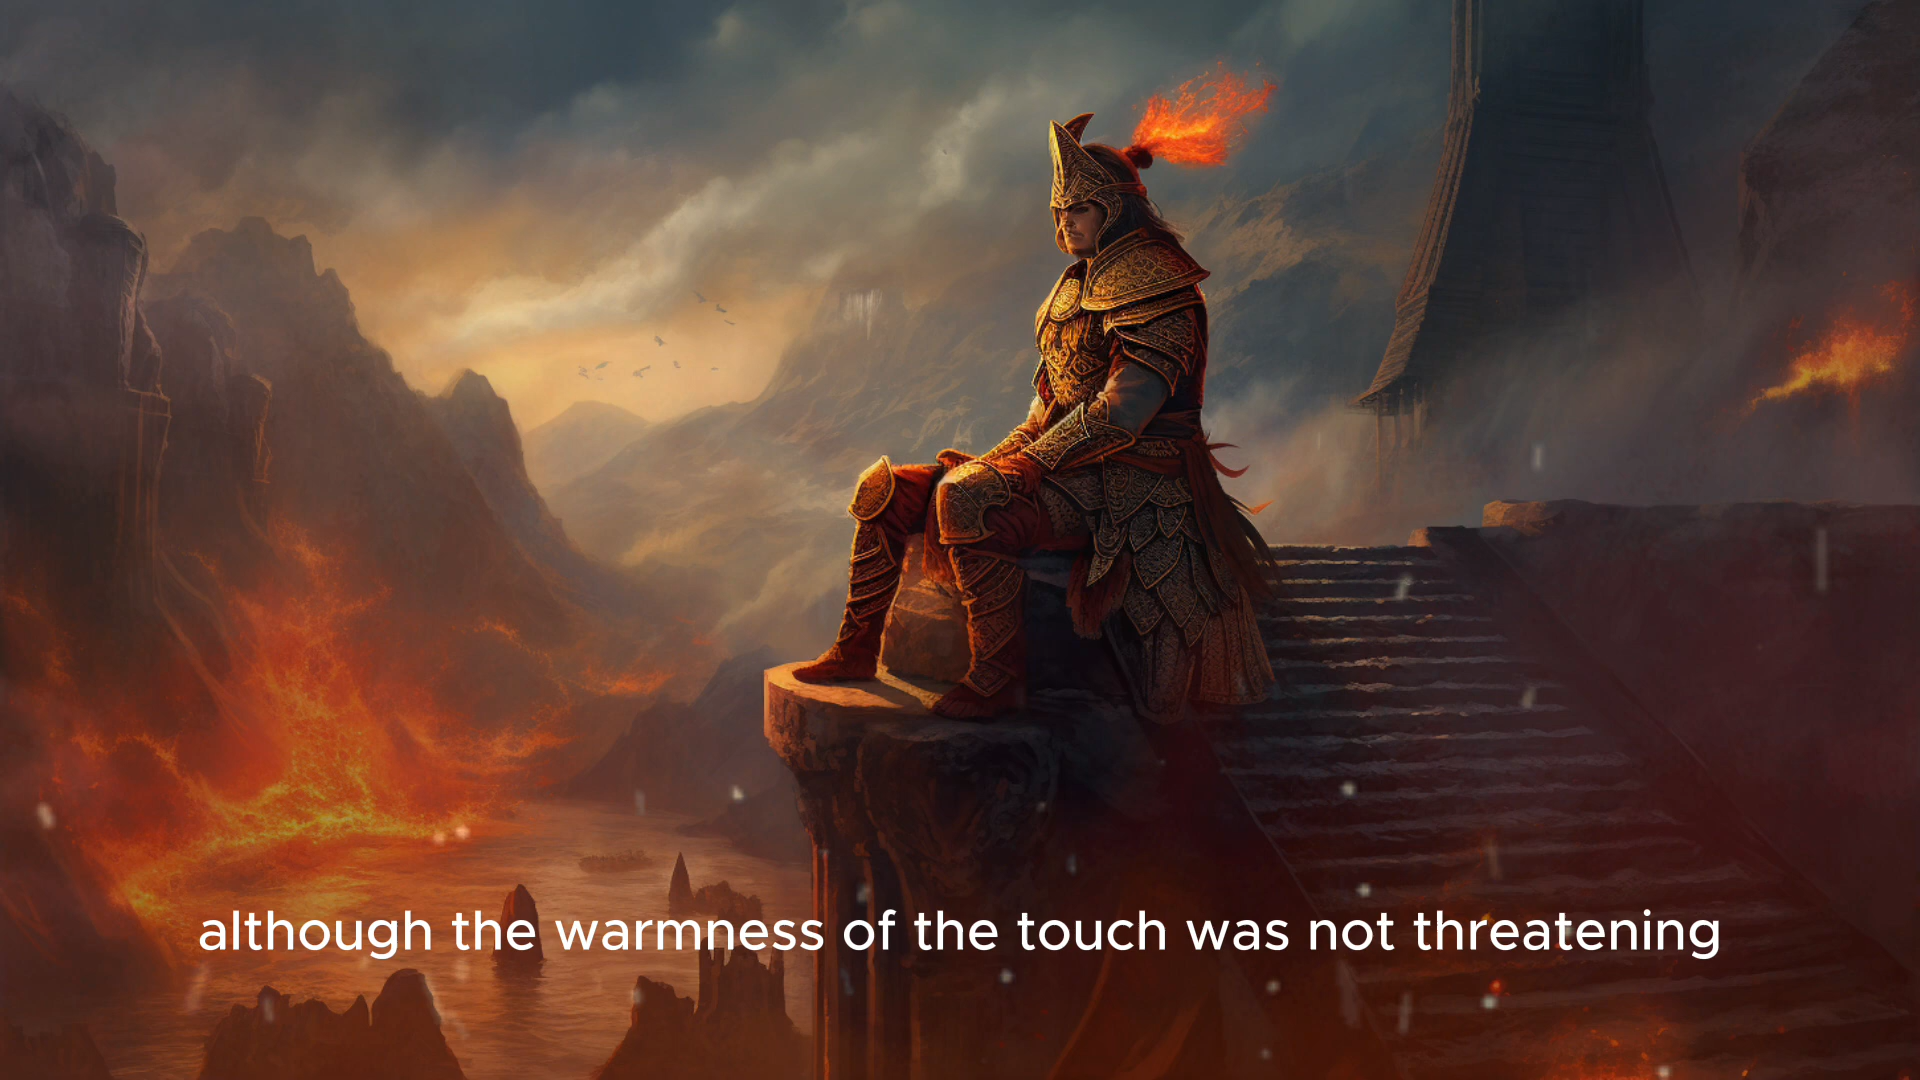 although the warmness of the touch was not threatening